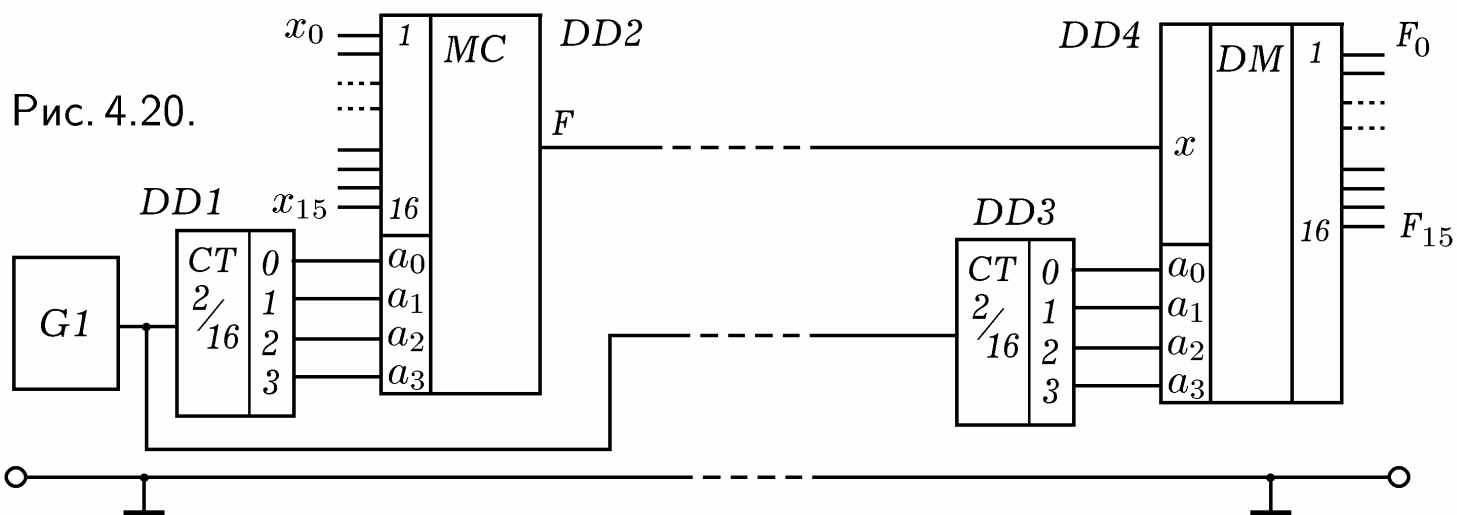 Рис. 4.20.
x₀
x₁₅
1
16
MC
DD2
F
DD1
G1
CT
2/16
0
1
2
3
a₀
a₁
a₂
a₃
DD3
CT
2/16
0
1
2
3
DD4
x
a₀
a₁
a₂
a₃
DM
1
16
F₀
F₁₅